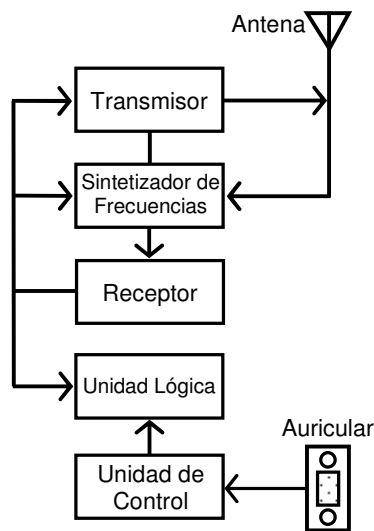 Antena
Transmisor
Sintetizador de
Frecuencias
Receptor
Unidad Lógica
Auricular
Unidad de
Control